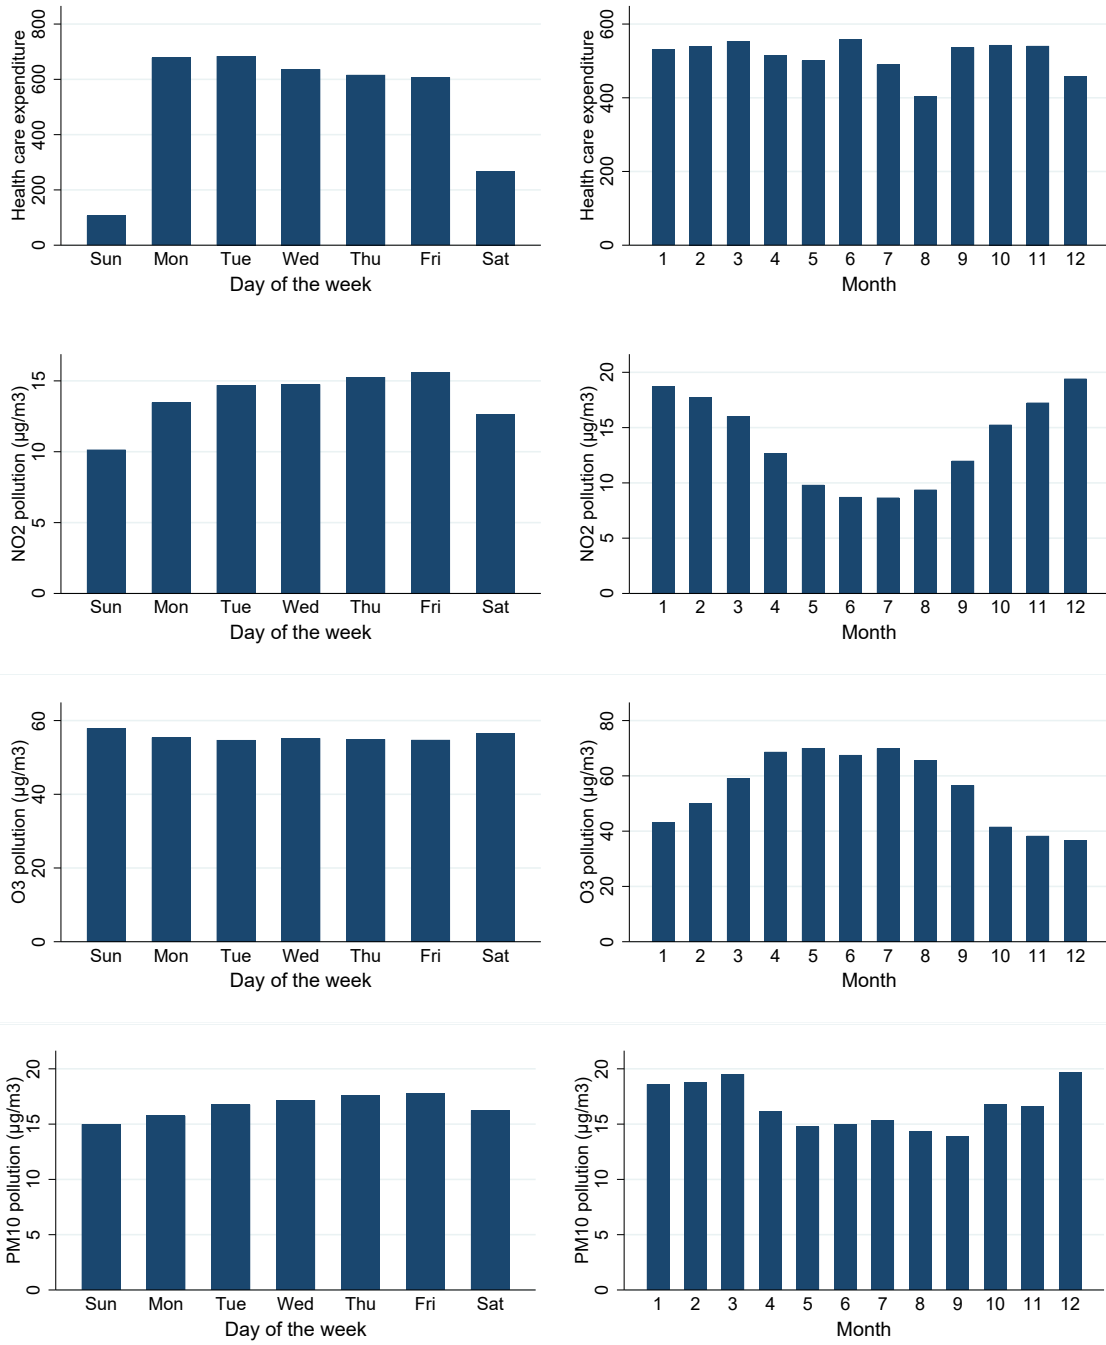 Health care expenditure
800
600
400
200
0
Sun Mon Tue Wed Thu Fri Sat
Day of the week
Health care expenditure
600
400
200
0
1 2 3 4 5 6 7 8 9 10 11 12
Month
NO2 pollution (µg/m3)
15
10
5
0
Sun Mon Tue Wed Thu Fri Sat
Day of the week
NO2 pollution (µg/m3)
20
15
10
5
0
1 2 3 4 5 6 7 8 9 10 11 12
Month
O3 pollution (µg/m3)
60
40
20
0
Sun Mon Tue Wed Thu Fri Sat
Day of the week
O3 pollution (µg/m3)
80
60
40
20
0
1 2 3 4 5 6 7 8 9 10 11 12
Month
PM10 pollution (µg/m3)
20
15
10
5
0
Sun Mon Tue Wed Thu Fri Sat
Day of the week
PM10 pollution (µg/m3)
20
15
10
5
0
1 2 3 4 5 6 7 8 9 10 11 12
Month